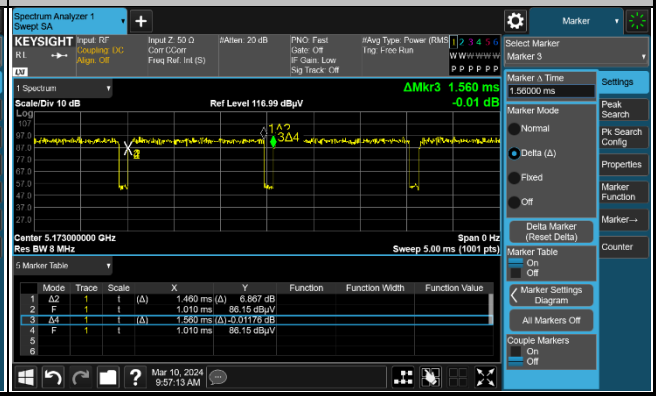 Spectrum Analyzer 1
Swept SA
+
Marker
KEYSIGHT
RL
LXI
Input: RF
Coupling: DC
Align: Off
Input Z: 50 Ω
Corr CCorr
Freq Ref: Int (S)
#Atten: 20 dB
PNO: Fast
Gate: Off
IF Gain: Low
Sig Track: Off
#Avg Type: Power (RMS
Trig: Free Run
1 2 3 4 5 6
W W W W W W
P P P P P P
Select Marker
Marker 3
1 Spectrum
Scale/Div 10 dB
Log
Ref Level 116.99 dBµV
ΔMkr3 1.560 ms
-0.01 dB
107
97.0
87.0
77.0
67.0
57.0
47.0
37.0
27.0
1Δ2
3Δ4
Center 5.173000000 GHz
Res BW 8 MHz
Span 0 Hz
Sweep 5.00 ms (1001 pts)
5 Marker Table
Mode Trace Scale X Y Function Function Width Function Value
1 Δ2 1 t (Δ) 1.460 ms (Δ) 6.867 dB
2 F 1 t 1.010 ms 86.15 dBµV
3 Δ4 1 t (Δ) 1.560 ms (Δ) -0.01176 dB
4 F 1 t 1.010 ms 86.15 dBµV
5
6
Marker Δ Time
1.56000 ms
Marker Mode
Normal
Delta (Δ)
Fixed
Off
Delta Marker
(Reset Delta)
Marker Table
On
Off
Marker Settings
Diagram
All Markers Off
Couple Markers
On
Off
Settings
Peak
Search
Pk Search
Config
Properties
Marker
Function
Marker→
Counter
?
Mar 10, 2024
9:57:13 AM